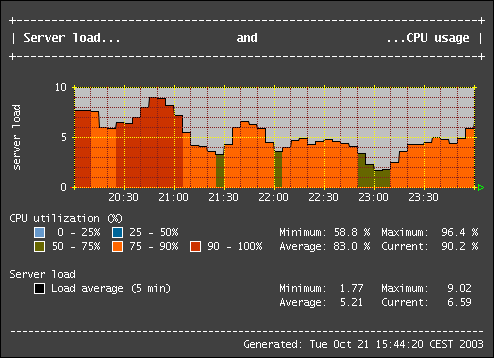 | Server load... and ...CPU usage |
10
5
0
server load
20:30 21:00 21:30 22:00 22:30 23:00 23:30
CPU utilization (%)
0 - 25% 25 - 50%
50 - 75% 75 - 90% 90 - 100%
Minimum: 58.8 % Maximum: 96.4 %
Average: 83.0 % Current: 90.2 %
Server load
Load average (5 min) Minimum: 1.77 Maximum: 9.02
Average: 5.21 Current: 6.59
Generated: Tue Oct 21 15:44:20 CEST 2003